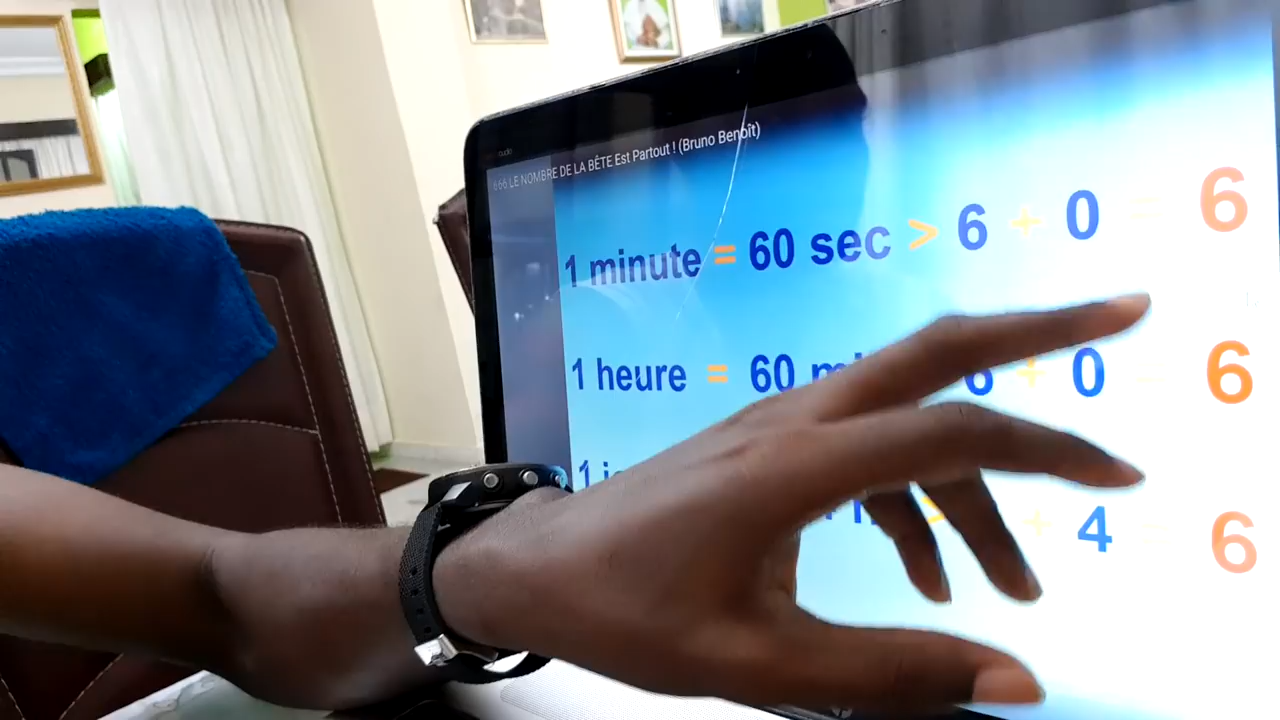 666 LE NOMBRE DE LA BÊTE Est Partout ! (Bruno Benoît)
1 minute = 60 sec > 6 + 0 = 6
1 heure = 60 6 + 0 = 6
1 > + 4 = 6